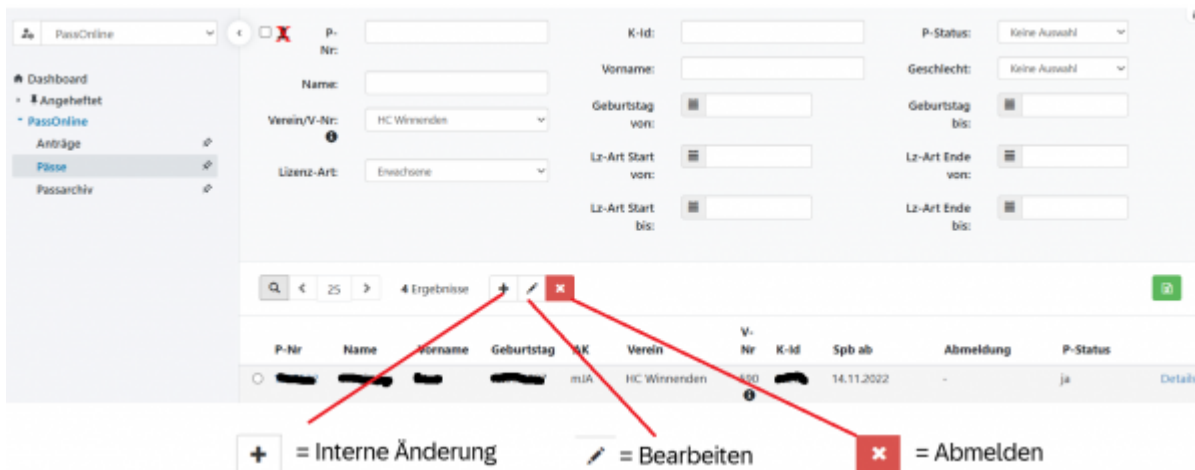 PassOnline
Dashboard
Angeheftet
PassOnline
Anträge
Pässe
Passarchiv
P-
Nr:
K-Id:
P-Status:
Keine Auswahl
Name:
Vorname:
Geschlecht:
Keine Auswahl
Verein/V-Nr:
HC Winnenden
Geburtstag
von:
Geburtstag
bis:
Lizenz-Art:
Erwachsene
Lz-Art Start
von:
Lz-Art Ende
von:
Lz-Art Start
bis:
Lz-Art Ende
bis:
25
4 Ergebnisse
P-Nr Name Vorname Geburtstag AK Verein V-
Nr K-Id Spb ab Abmeldung P-Status
mJA HC Winnenden 14.11.2022 - ja Details
+ = Interne Änderung
= Bearbeiten
× = Abmelden